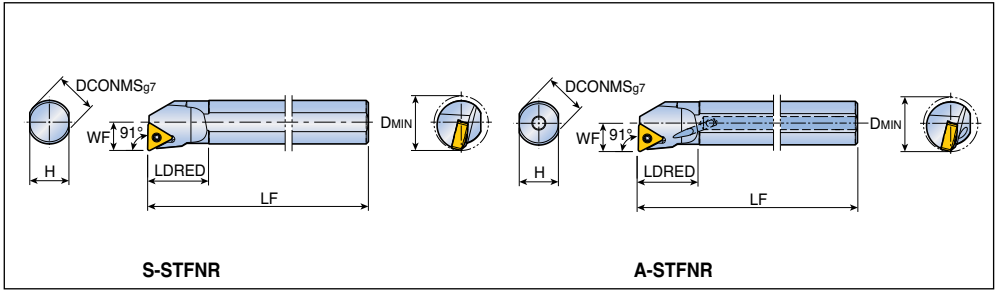 DCONMSg7
WF
91°
H
LDRED
LF
DMIN
S-STFNR
DCONMSg7
WF
91°
H
LDRED
LF
DMIN
A-STFNR